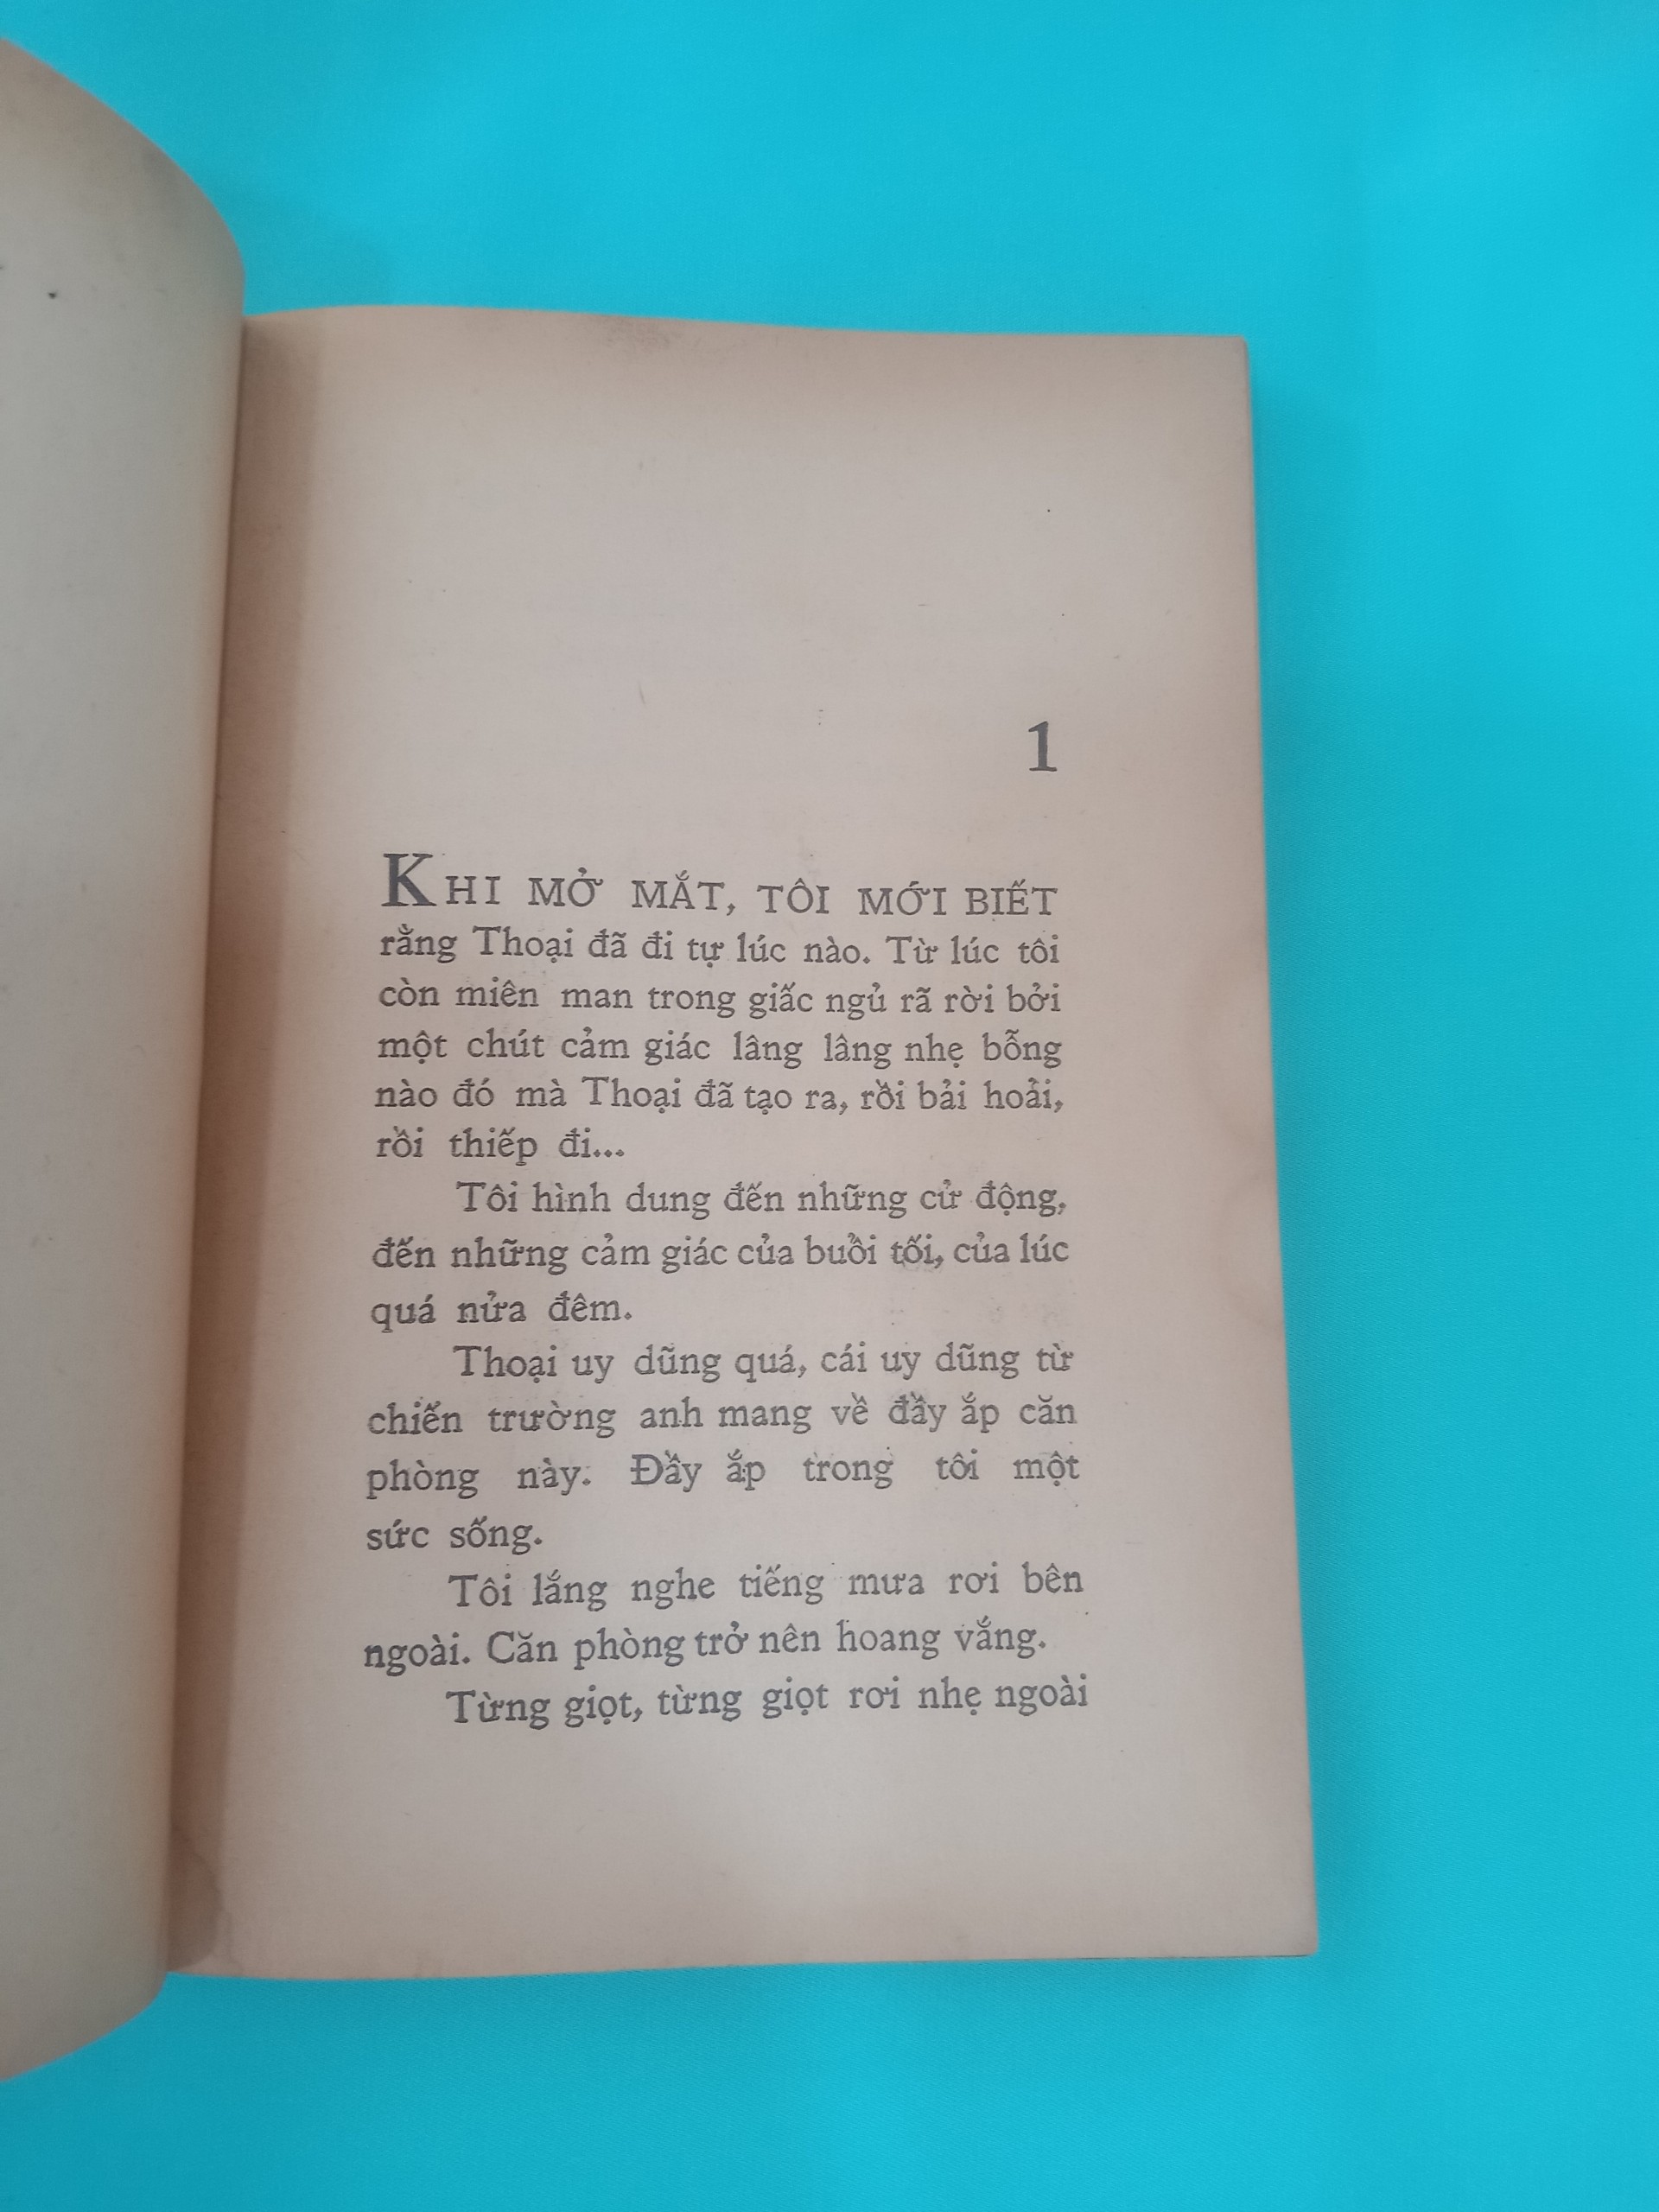 1
KHI MỞ MẮT, TÔI MỚI BIẾT
rằng Thoại đã đi tự lúc nào. Từ lúc tôi
còn miên man trong giấc ngủ rã rời bởi
một chút cảm giác lâng lâng nhẹ bỗng
nào đó mà Thoại đã tạo ra, rồi bải hoải,
rồi thiếp đi...
Tôi hình dung đến những cử động,
đến những cảm giác của buổi tối, của lúc
quá nửa đêm.
Thoại uy dũng quá, cái uy dũng từ
chiến trường anh mang về đầy ắp căn
phòng này. Đầy ắp trong tôi một
sức sống.
Tôi lắng nghe tiếng mưa rơi bên
ngoài. Căn phòng trở nên hoang vắng.
Từng giọt, từng giọt rơi nhẹ ngoài